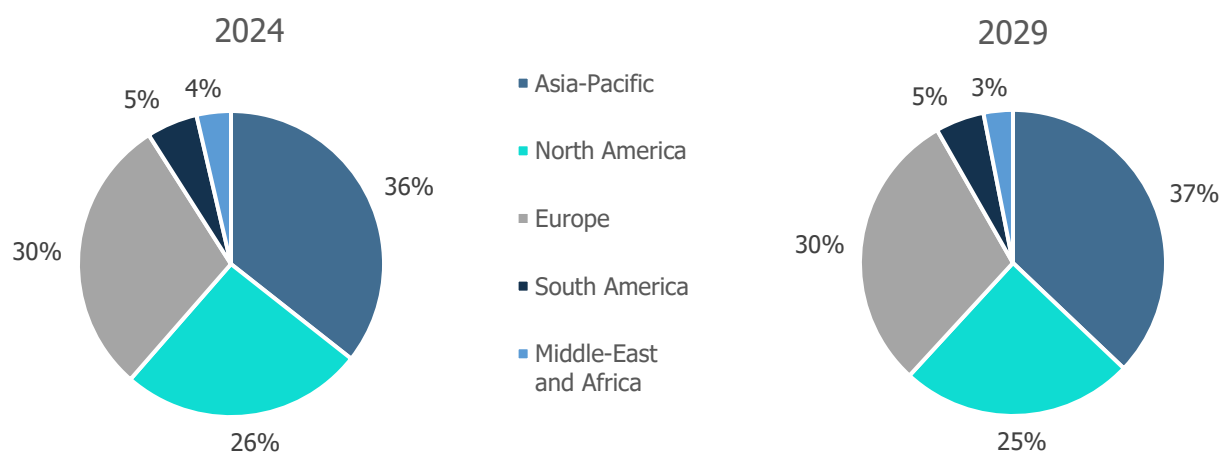 2024
5%
4%
36%
30%
26%
Asia-Pacific
North America
Europe
South America
Middle-East
and Africa
2029
5%
3%
37%
30%
25%